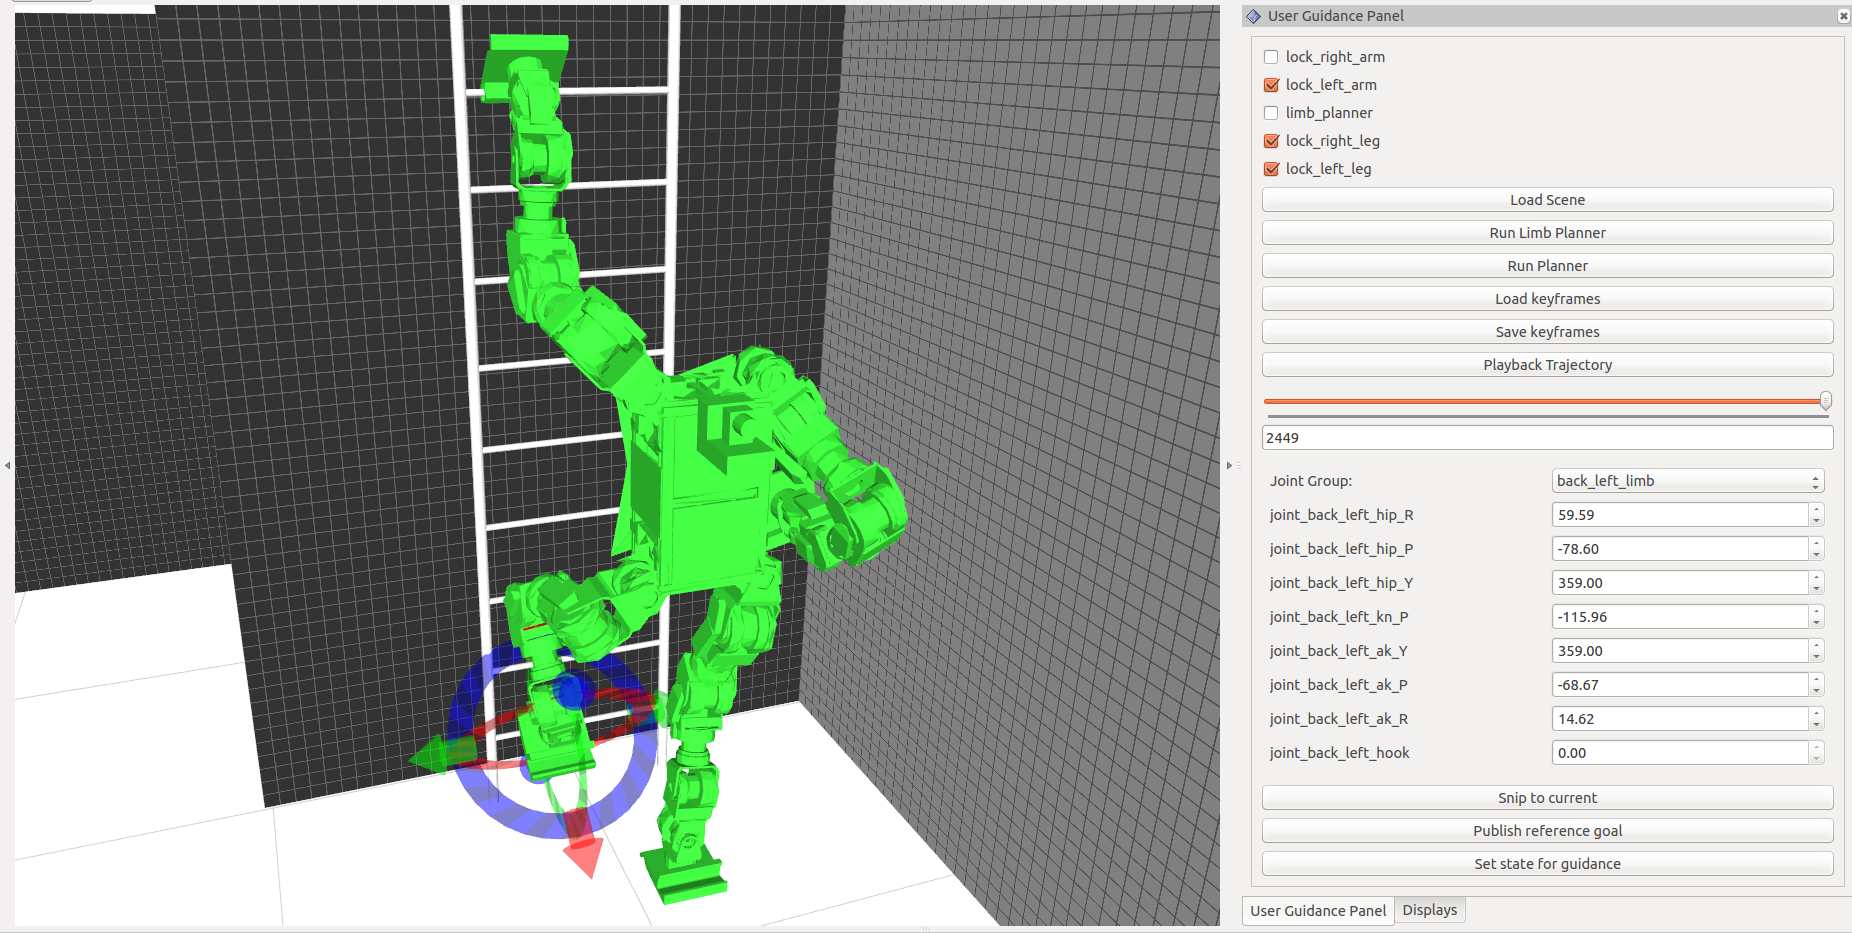 User Guidance Panel
lock_right_arm
lock_left_arm
limb_planner
lock_right_leg
lock_left_leg
Load Scene
Run Limb Planner
Run Planner
Load keyframes
Save keyframes
Playback Trajectory
2449
Joint Group: back_left_limb
joint_back_left_hip_R 59.59
joint_back_left_hip_P -78.60
joint_back_left_hip_Y 359.00
joint_back_left_kn_P -115.96
joint_back_left_ak_Y 359.00
joint_back_left_ak_P -68.67
joint_back_left_ak_R 14.62
joint_back_left_hook 0.00
Snip to current
Publish reference goal
Set state for guidance
User Guidance Panel Displays